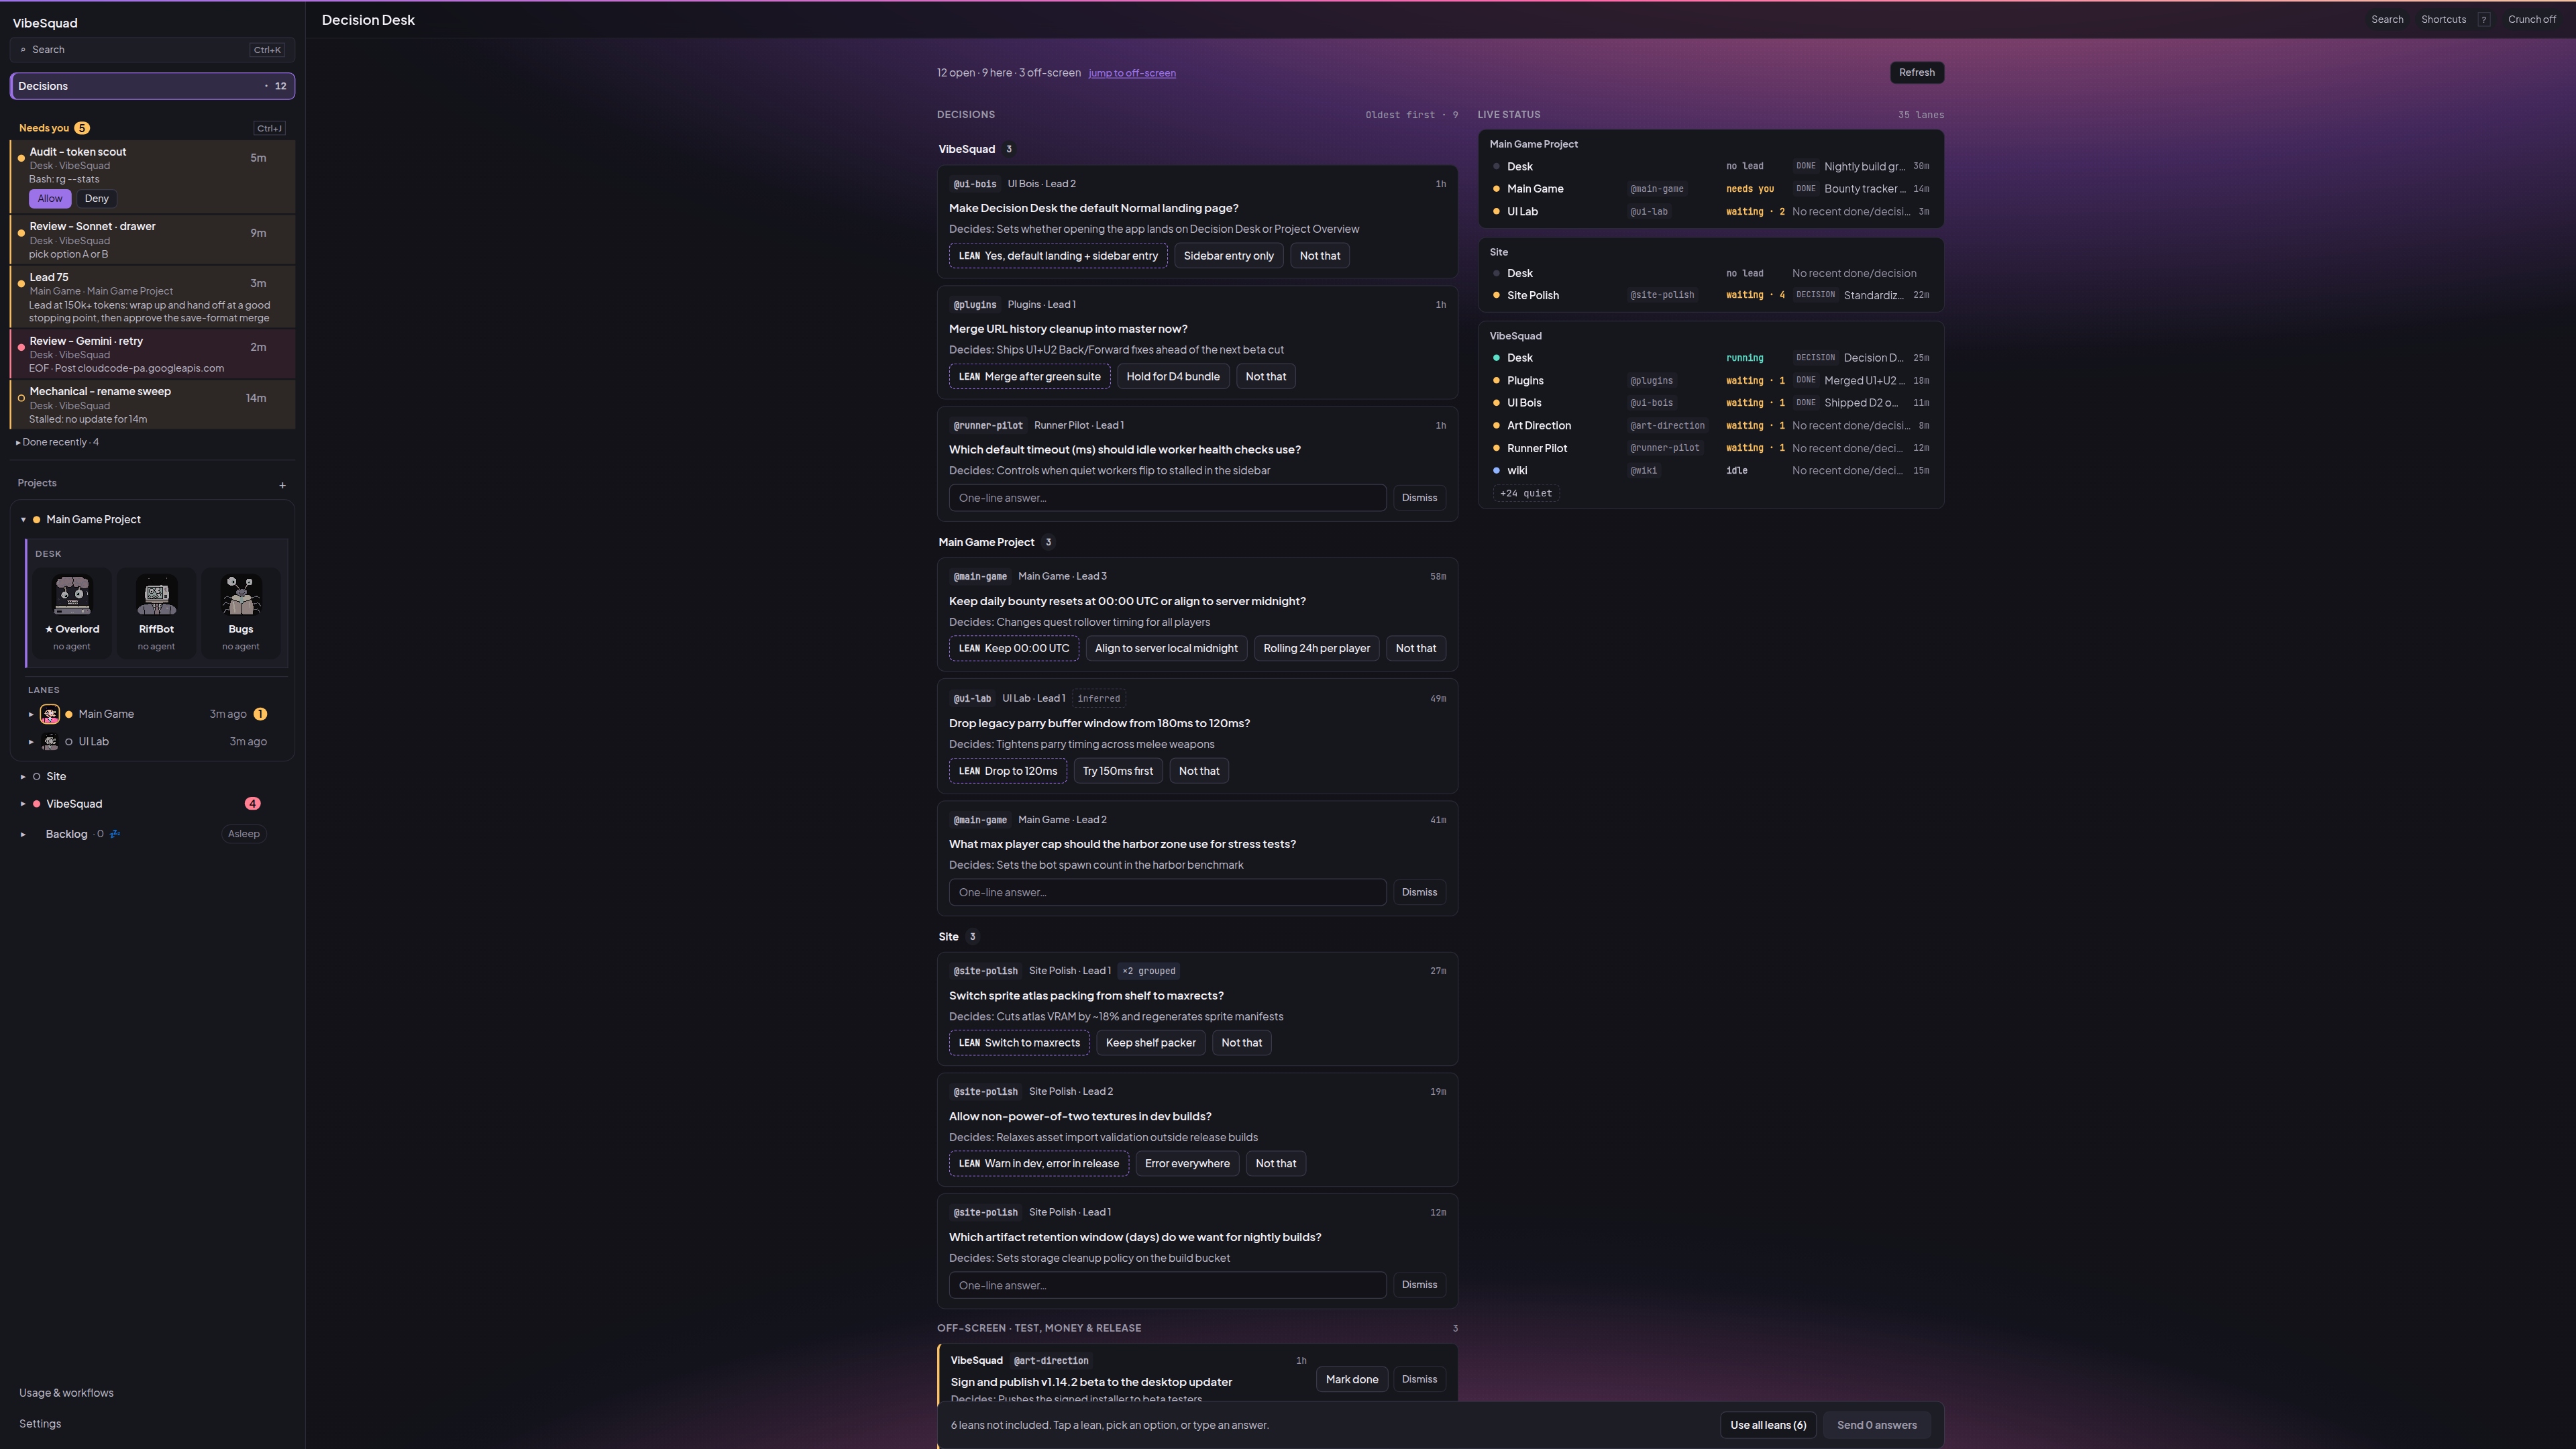 VibeSquad
Search Ctrl+K
Decisions · 12
Needs you 5 Ctrl+J
Audit – token scout 5m
Desk · VibeSquad
Bash: rg --stats
Allow Deny
Review – Sonnet · drawer 9m
Desk · VibeSquad
pick option A or B
Lead 75 3m
Main Game · Main Game Project
Lead at 150k+ tokens: wrap up and hand off at a good
stopping point, then approve the save-format merge
Review – Gemini · retry 2m
Desk · VibeSquad
EOF · Post cloudcode-pa.googleapis.com
Mechanical – rename sweep 14m
Desk · VibeSquad
Stalled: no update for 14m
▸ Done recently · 4
Projects +
▾ Main Game Project
DESK
★ Overlord RiffBot Bugs
no agent no agent no agent
LANES
▸ Main Game 3m ago 1
▸ UI Lab 3m ago
▸ Site
▸ VibeSquad 4
▸ Backlog · 0 💤 Asleep
Usage & workflows
Settings
Decision Desk Search Shortcuts ? Crunch off
12 open · 9 here · 3 off-screen jump to off-screen Refresh
DECISIONS Oldest first · 9
VibeSquad 3
@ui-bois UI Bois · Lead 2 1h
Make Decision Desk the default Normal landing page?
Decides: Sets whether opening the app lands on Decision Desk or Project Overview
LEAN Yes, default landing + sidebar entry Sidebar entry only Not that
@plugins Plugins · Lead 1 1h
Merge URL history cleanup into master now?
Decides: Ships U1+U2 Back/Forward fixes ahead of the next beta cut
LEAN Merge after green suite Hold for D4 bundle Not that
@runner-pilot Runner Pilot · Lead 1 1h
Which default timeout (ms) should idle worker health checks use?
Decides: Controls when quiet workers flip to stalled in the sidebar
One-line answer... Dismiss
Main Game Project 3
@main-game Main Game · Lead 3 58m
Keep daily bounty resets at 00:00 UTC or align to server midnight?
Decides: Changes quest rollover timing for all players
LEAN Keep 00:00 UTC Align to server local midnight Rolling 24h per player Not that
@ui-lab UI Lab · Lead 1 inferred 49m
Drop legacy parry buffer window from 180ms to 120ms?
Decides: Tightens parry timing across melee weapons
LEAN Drop to 120ms Try 150ms first Not that
@main-game Main Game · Lead 2 41m
What max player cap should the harbor zone use for stress tests?
Decides: Sets the bot spawn count in the harbor benchmark
One-line answer... Dismiss
Site 3
@site-polish Site Polish · Lead 1 ×2 grouped 27m
Switch sprite atlas packing from shelf to maxrects?
Decides: Cuts atlas VRAM by ~18% and regenerates sprite manifests
LEAN Switch to maxrects Keep shelf packer Not that
@site-polish Site Polish · Lead 2 19m
Allow non-power-of-two textures in dev builds?
Decides: Relaxes asset import validation outside release builds
LEAN Warn in dev, error in release Error everywhere Not that
@site-polish Site Polish · Lead 1 12m
Which artifact retention window (days) do we want for nightly builds?
Decides: Sets storage cleanup policy on the build bucket
One-line answer... Dismiss
OFF-SCREEN · TEST, MONEY & RELEASE 3
VibeSquad @art-direction 1h
Sign and publish v1.14.2 beta to the desktop updater
Mark done Dismiss
Decides: Pushes the signed installer to beta testers
6 leans not included. Tap a lean, pick an option, or type an answer. Use all leans (6) Send 0 answers
LIVE STATUS 35 lanes
Main Game Project
Desk no lead DONE Nightly build gr... 30m
Main Game @main-game needs you DONE Bounty tracker ... 14m
UI Lab @ui-lab waiting · 2 No recent done/decisi... 3m
Site
Desk no lead No recent done/decision
Site Polish @site-polish waiting · 4 DECISION Standardiz... 22m
VibeSquad
Desk running DECISION Decision D... 25m
Plugins @plugins waiting · 1 DONE Merged U1+U2 ... 18m
UI Bois @ui-bois waiting · 1 DONE Shipped D2 o... 11m
Art Direction @art-direction waiting · 1 No recent done/decisi... 8m
Runner Pilot @runner-pilot waiting · 1 No recent done/deci... 12m
wiki @wiki idle No recent done/deci... 15m
+24 quiet